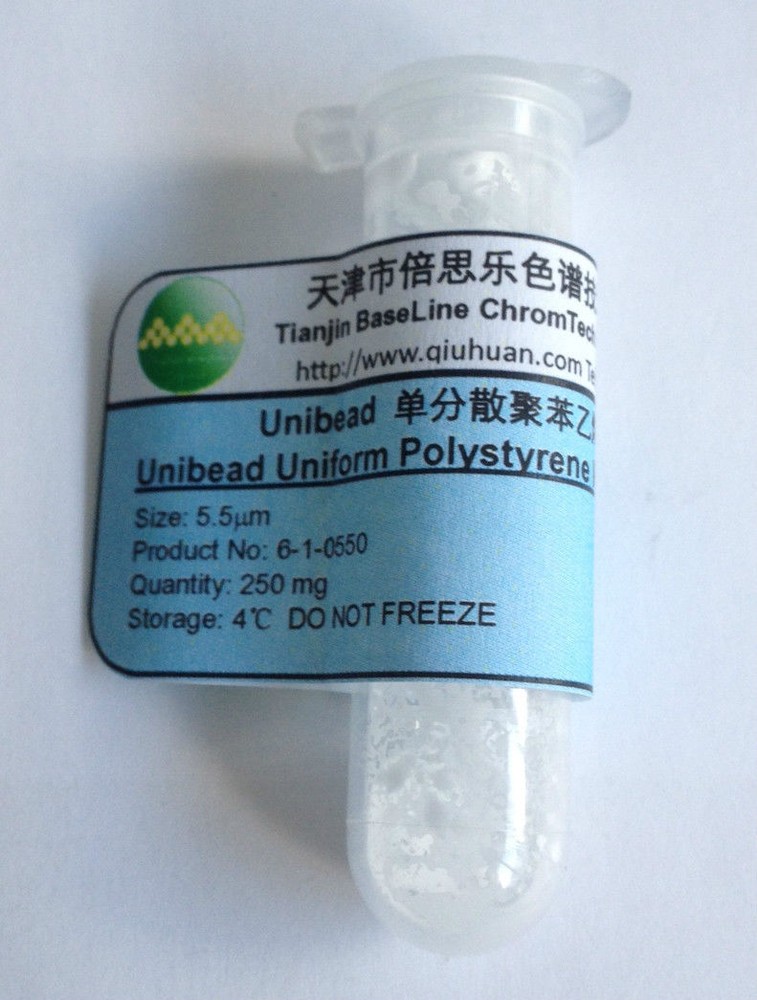 天津市倍思乐色谱技
Tianjin BaseLine ChromTech
http://www.qiuhuan.com Te
Unibead 单分散聚苯乙
Unibead Uniform Polystyrene
Size: 5.5μm
Product No: 6-1-0550
Quantity: 250 mg
Storage: 4℃ DO NOT FREEZE